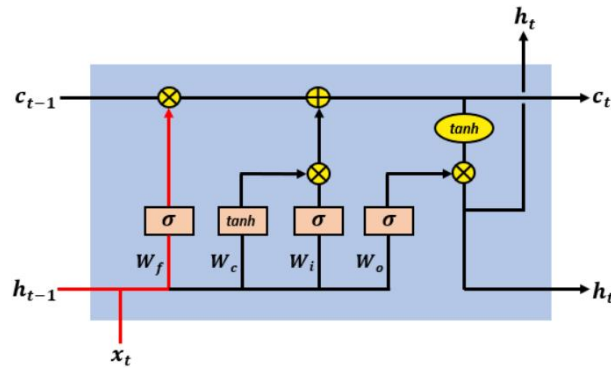 h_t
c_{t-1} c_t
tanh
σ tanh σ σ
W_f W_c W_i W_o
h_{t-1} h_t
x_t